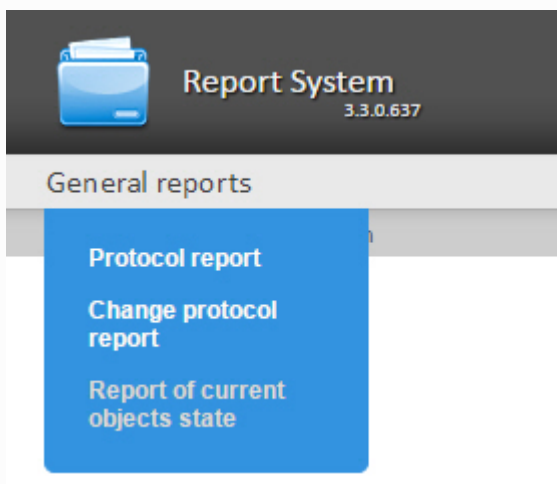 Report System
3.3.0.637
General reports
Protocol report
Change protocol
report
Report of current
objects state